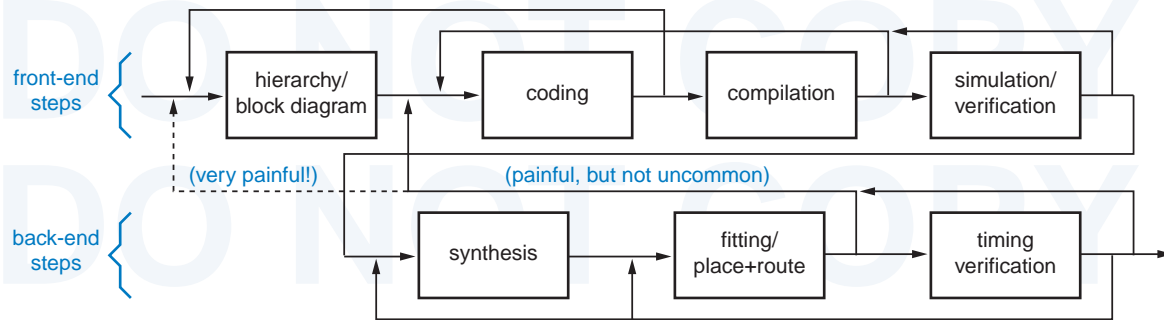 DO NOT COPY
front-end
steps
hierarchy/
block diagram
coding
compilation
simulation/
verification
(very painful!)
(painful, but not uncommon)
DO NOT COPY
back-end
steps
synthesis
fitting/
place+route
timing
verification